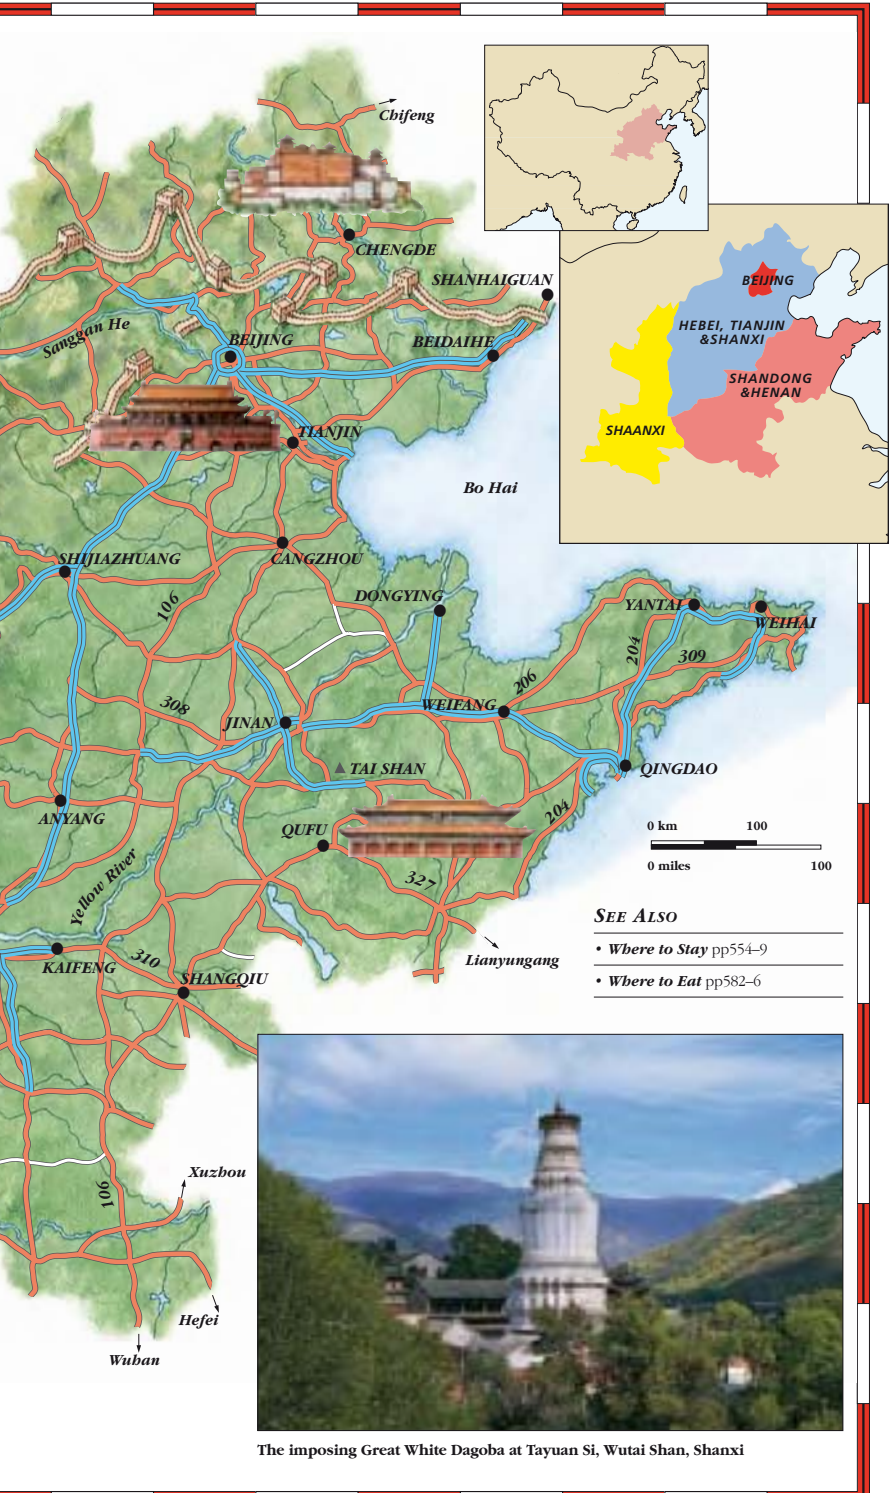 Chifeng
CHENGDE
SHANHAIGUAN
Sanggan He
BEIJING
BEIDAIHE
TIANJIN
Bo Hai
BEIJING
HEBEI, TIANJIN
&SHANXI
SHANDONG
&HENAN
SHAANXI
SHIJIAZHUANG
CANGZHOU
106
DONGYING
YANTAI
WEIHAI
204
309
206
308
JINAN
WEIFANG
TAI SHAN
QINGDAO
ANYANG
QUFU
204
0 km 100
0 miles 100
Yellow River
327
SEE ALSO
• Where to Stay pp554–9
• Where to Eat pp582–6
Lianyungang
KAIFENG
310
SHANGQIU
Xuzhou
106
Hefei
Wuhan
The imposing Great White Dagoba at Tayuan Si, Wutai Shan, Shanxi